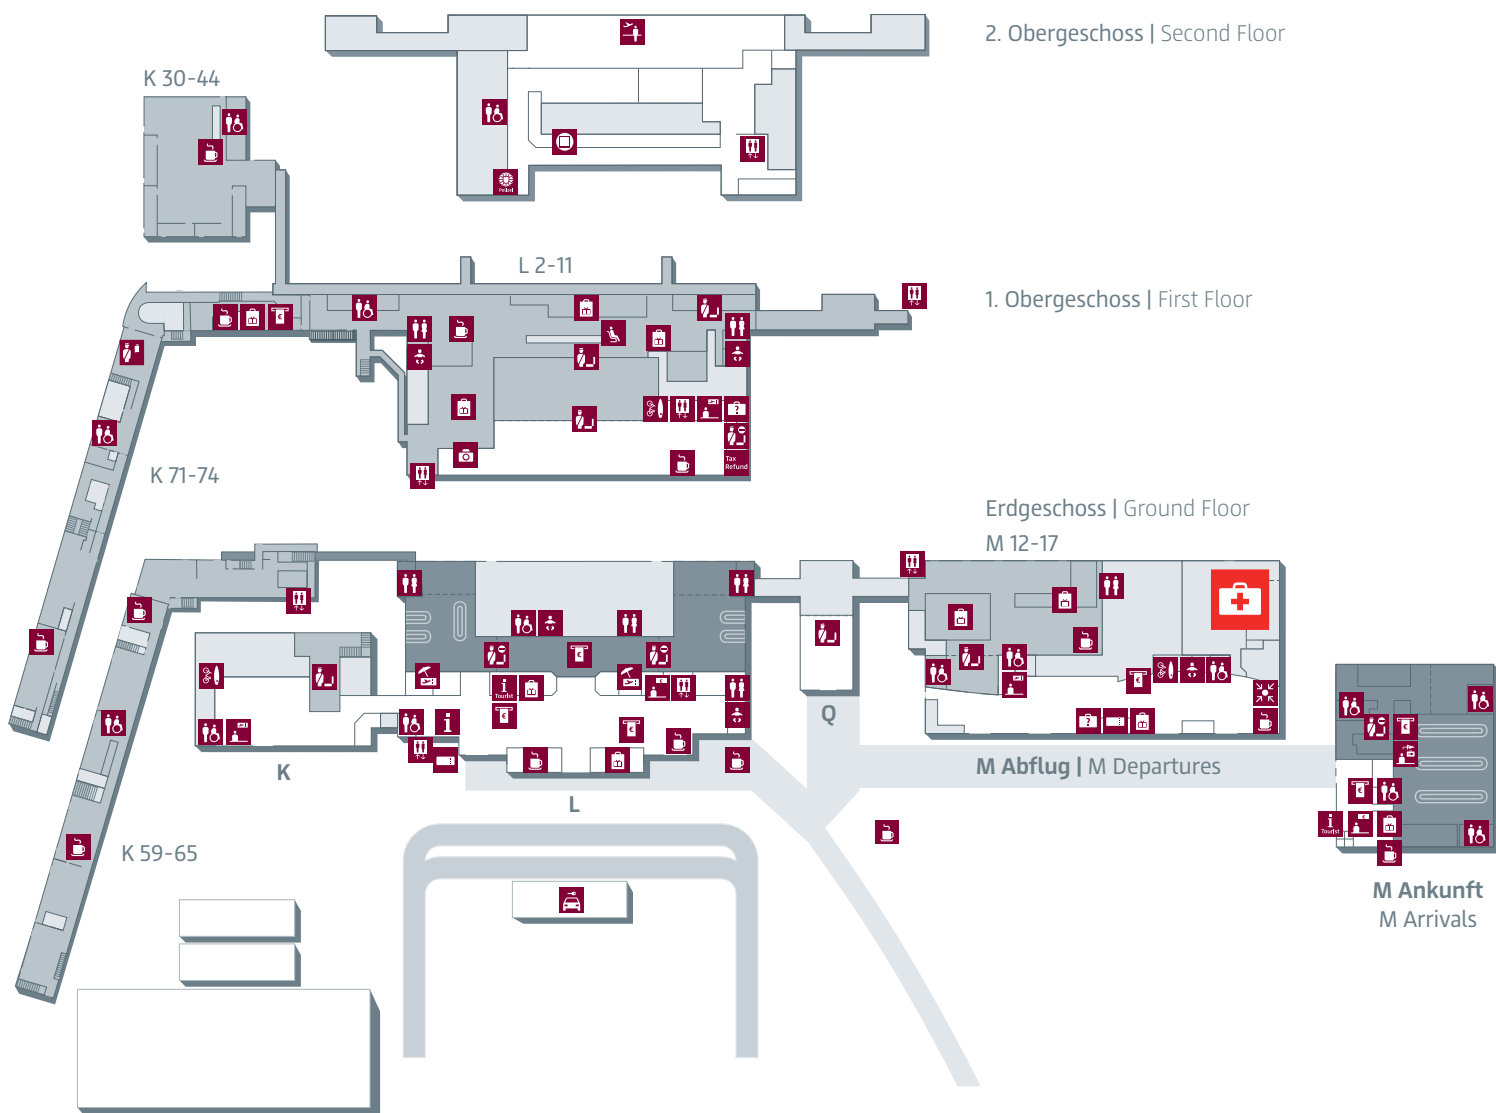 2. Obergeschoss | Second Floor
K 30-44
Polizei
L 2-11
1. Obergeschoss | First Floor
€
?
Tax
Refund
K 71-74
Erdgeschoss | Ground Floor
M 12-17
i
Tourist
€
€
i
€
€
€
?
Q
K
M Abflug | M Departures
L
€
€
i
Tourist
€
K 59-65
M Ankunft
M Arrivals